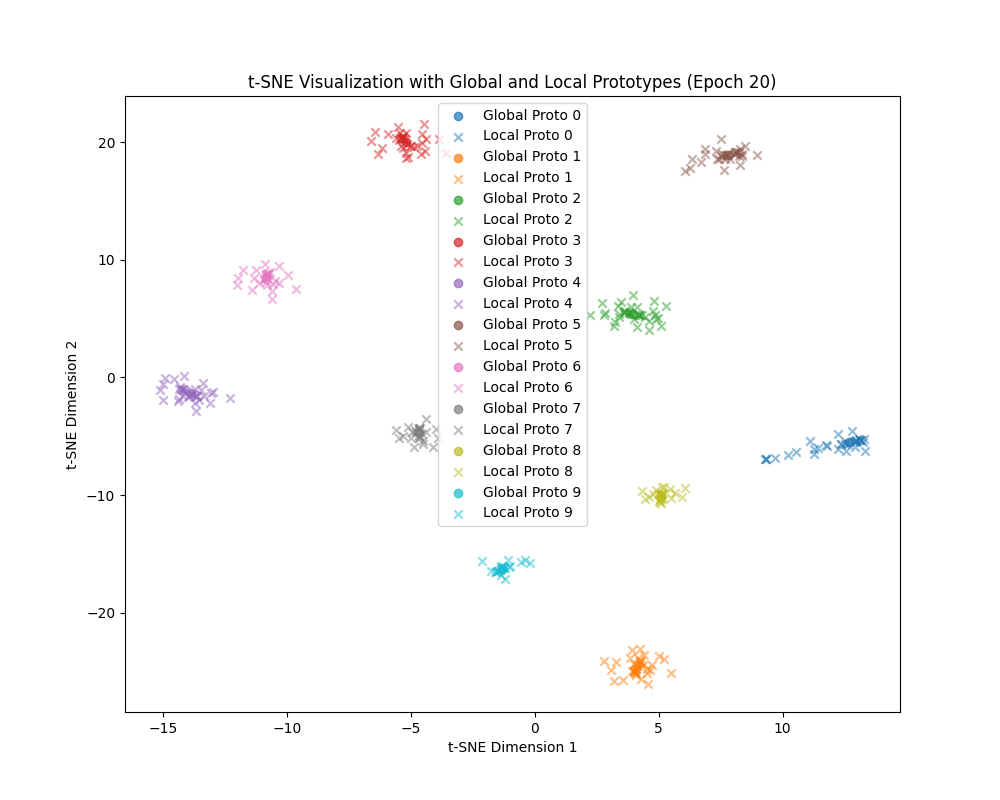 t-SNE Visualization with Global and Local Prototypes (Epoch 20)
Global Proto 0
Local Proto 0
Global Proto 1
Local Proto 1
Global Proto 2
Local Proto 2
Global Proto 3
Local Proto 3
Global Proto 4
Local Proto 4
Global Proto 5
Local Proto 5
Global Proto 6
Local Proto 6
Global Proto 7
Local Proto 7
Global Proto 8
Local Proto 8
Global Proto 9
Local Proto 9
t-SNE Dimension 2
20
10
0
−10
−20
−15
−10
−5
0
5
10
t-SNE Dimension 1